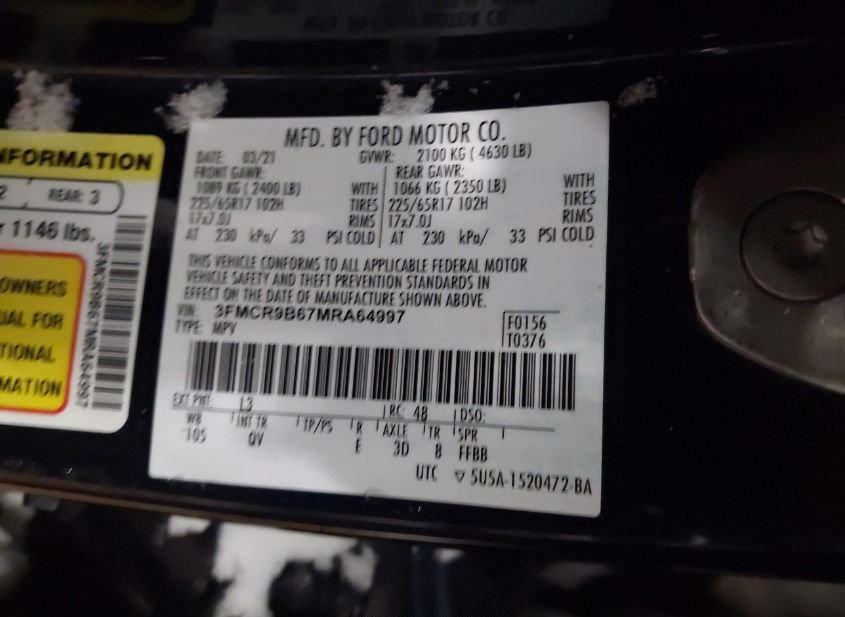 NFORMATION
2 REAR: 3
1146 lbs.
OWNERS
UAL FOR
TIONAL
MATION
3FMCR9B67MRA64997
MFD. BY FORD MOTOR CO.
DATE: 03/21 GVWR: 2100 KG ( 4630 LB)
FRONT GAWR: REAR GAWR:
1089 KG ( 2400 LB) WITH 1066 KG ( 2350 LB) WITH
225/65R17 102H TIRES 225/65R17 102H TIRES
17x7.0J RIMS 17x7.0J RIMS
AT 230 kPa/ 33 PSI COLD AT 230 kPa/ 33 PSI COLD
THIS VEHICLE CONFORMS TO ALL APPLICABLE FEDERAL MOTOR
VEHICLE SAFETY AND THEFT PREVENTION STANDARDS IN
EFFECT ON THE DATE OF MANUFACTURE SHOWN ABOVE.
VIN: 3FMCR9B67MRA64997
TYPE: MPV
F0156
T0376
EXT PNT: L3 RC: 48 DSO:
WB INT TR TP/PS R AXLE TR SPR
105 QV E 3D 8 FFBB
UTC ▽ 5U5A-1520472-BA